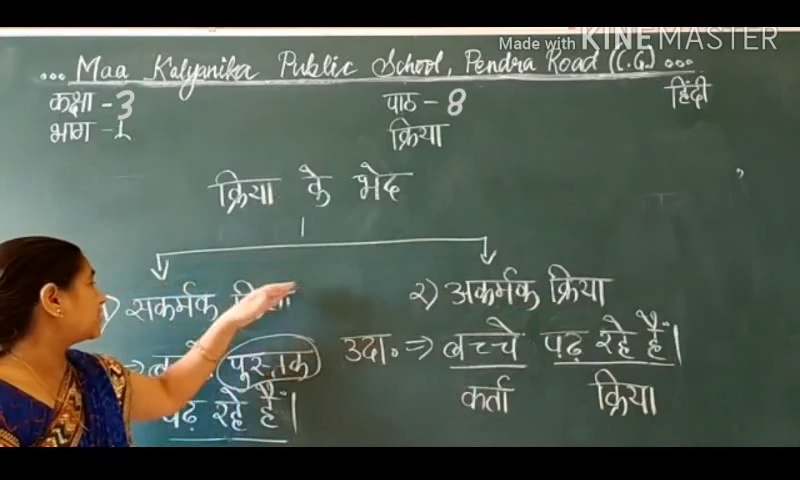 Made with KINEMASTER
... Maa Kalyanika Public School, Pendra Road (C.G.) ...
कक्षा - 3 पाठ - 8 हिंदी
भाग - 1 क्रिया
क्रिया के भेद
) सकर्मक २) अकर्मक क्रिया
⇒ पुस्तक उदा. ⇒ बच्चे पढ़ रहे हैं।
पढ़ रहे हैं। कर्ता क्रिया